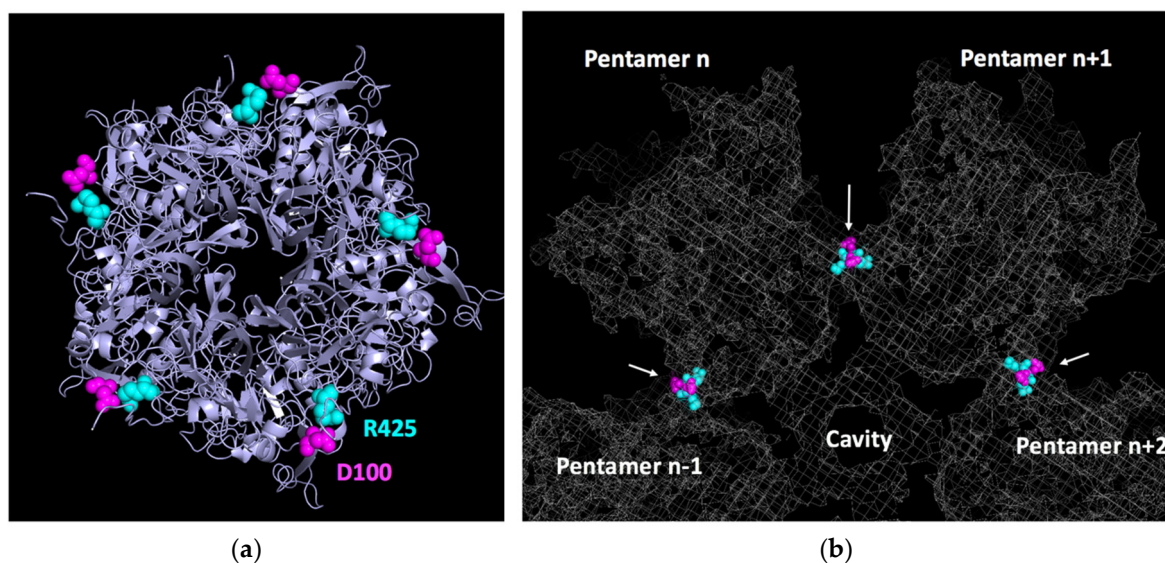 R425
D100
(a)
Pentamer n
Pentamer n+1
Cavity
Pentamer n-1
Pentamer n+2
(b)